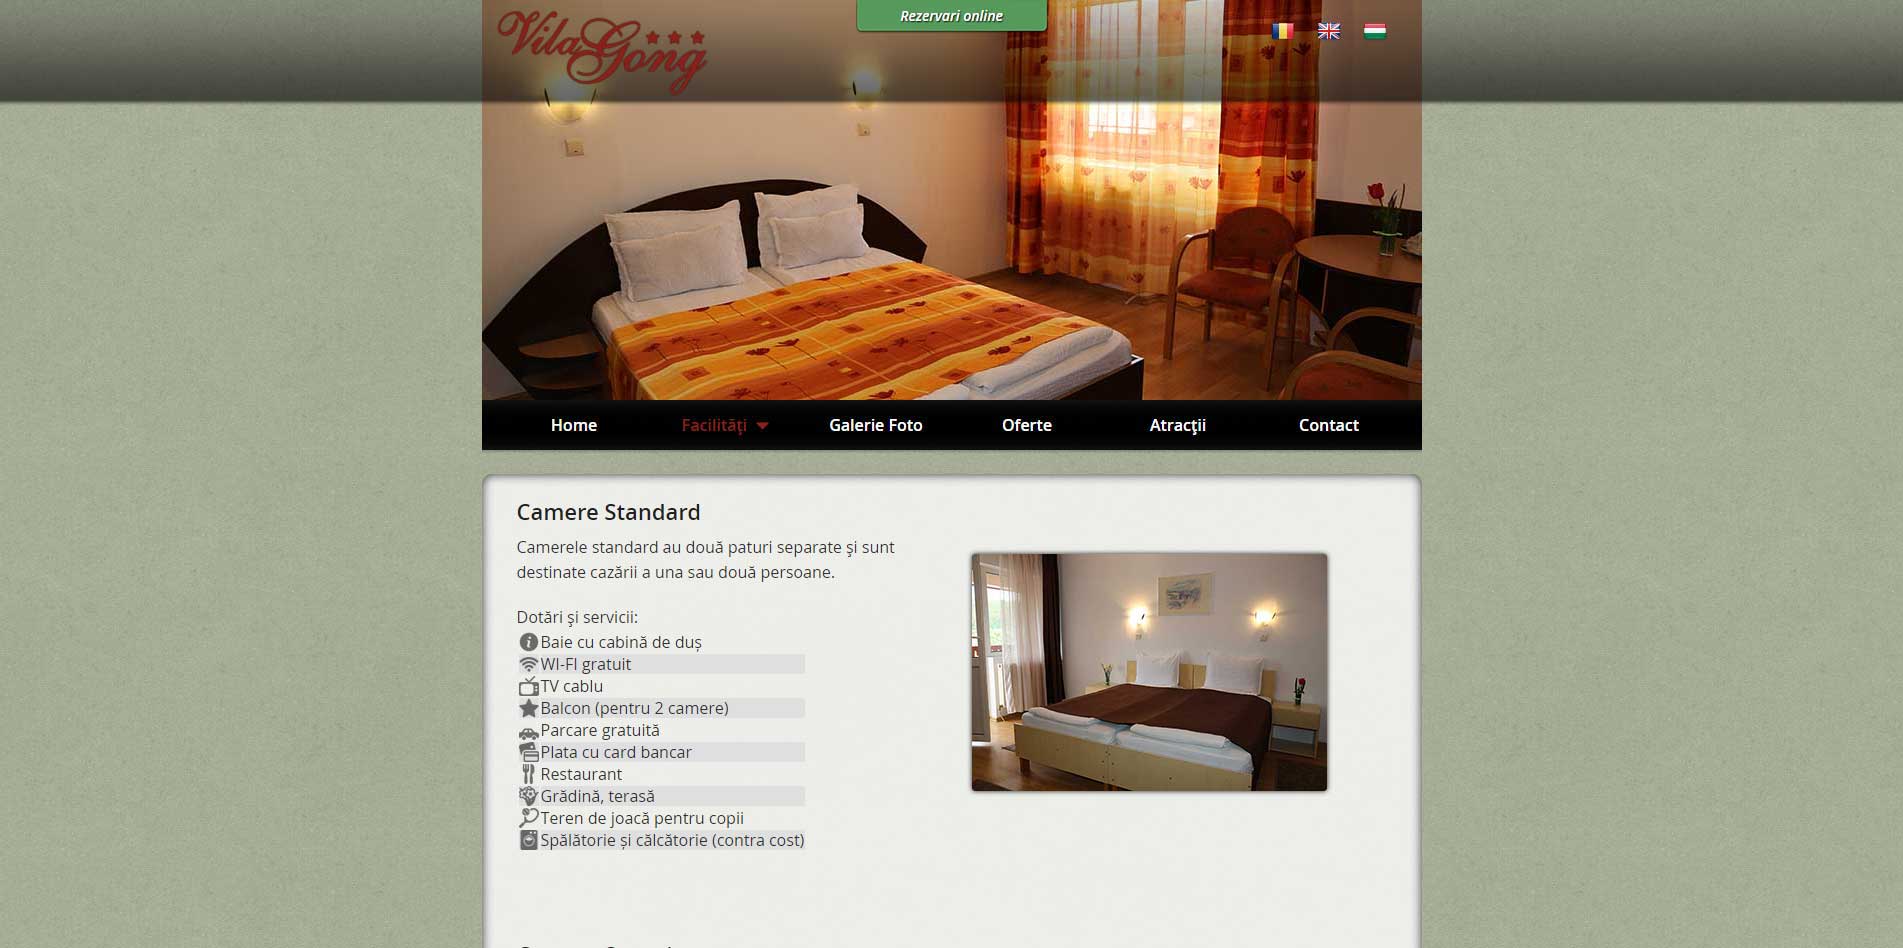 Vila Gong
Rezervari online
Home
Facilităţi
Galerie Foto
Oferte
Atracţii
Contact
Camere Standard
Camerele standard au două paturi separate şi sunt
destinate cazării a una sau două persoane.
Dotări şi servicii:
Baie cu cabină de duș
WI-FI gratuit
TV cablu
Balcon (pentru 2 camere)
Parcare gratuită
Plata cu card bancar
Restaurant
Grădină, terasă
Teren de joacă pentru copii
Spălătorie și călcătorie (contra cost)